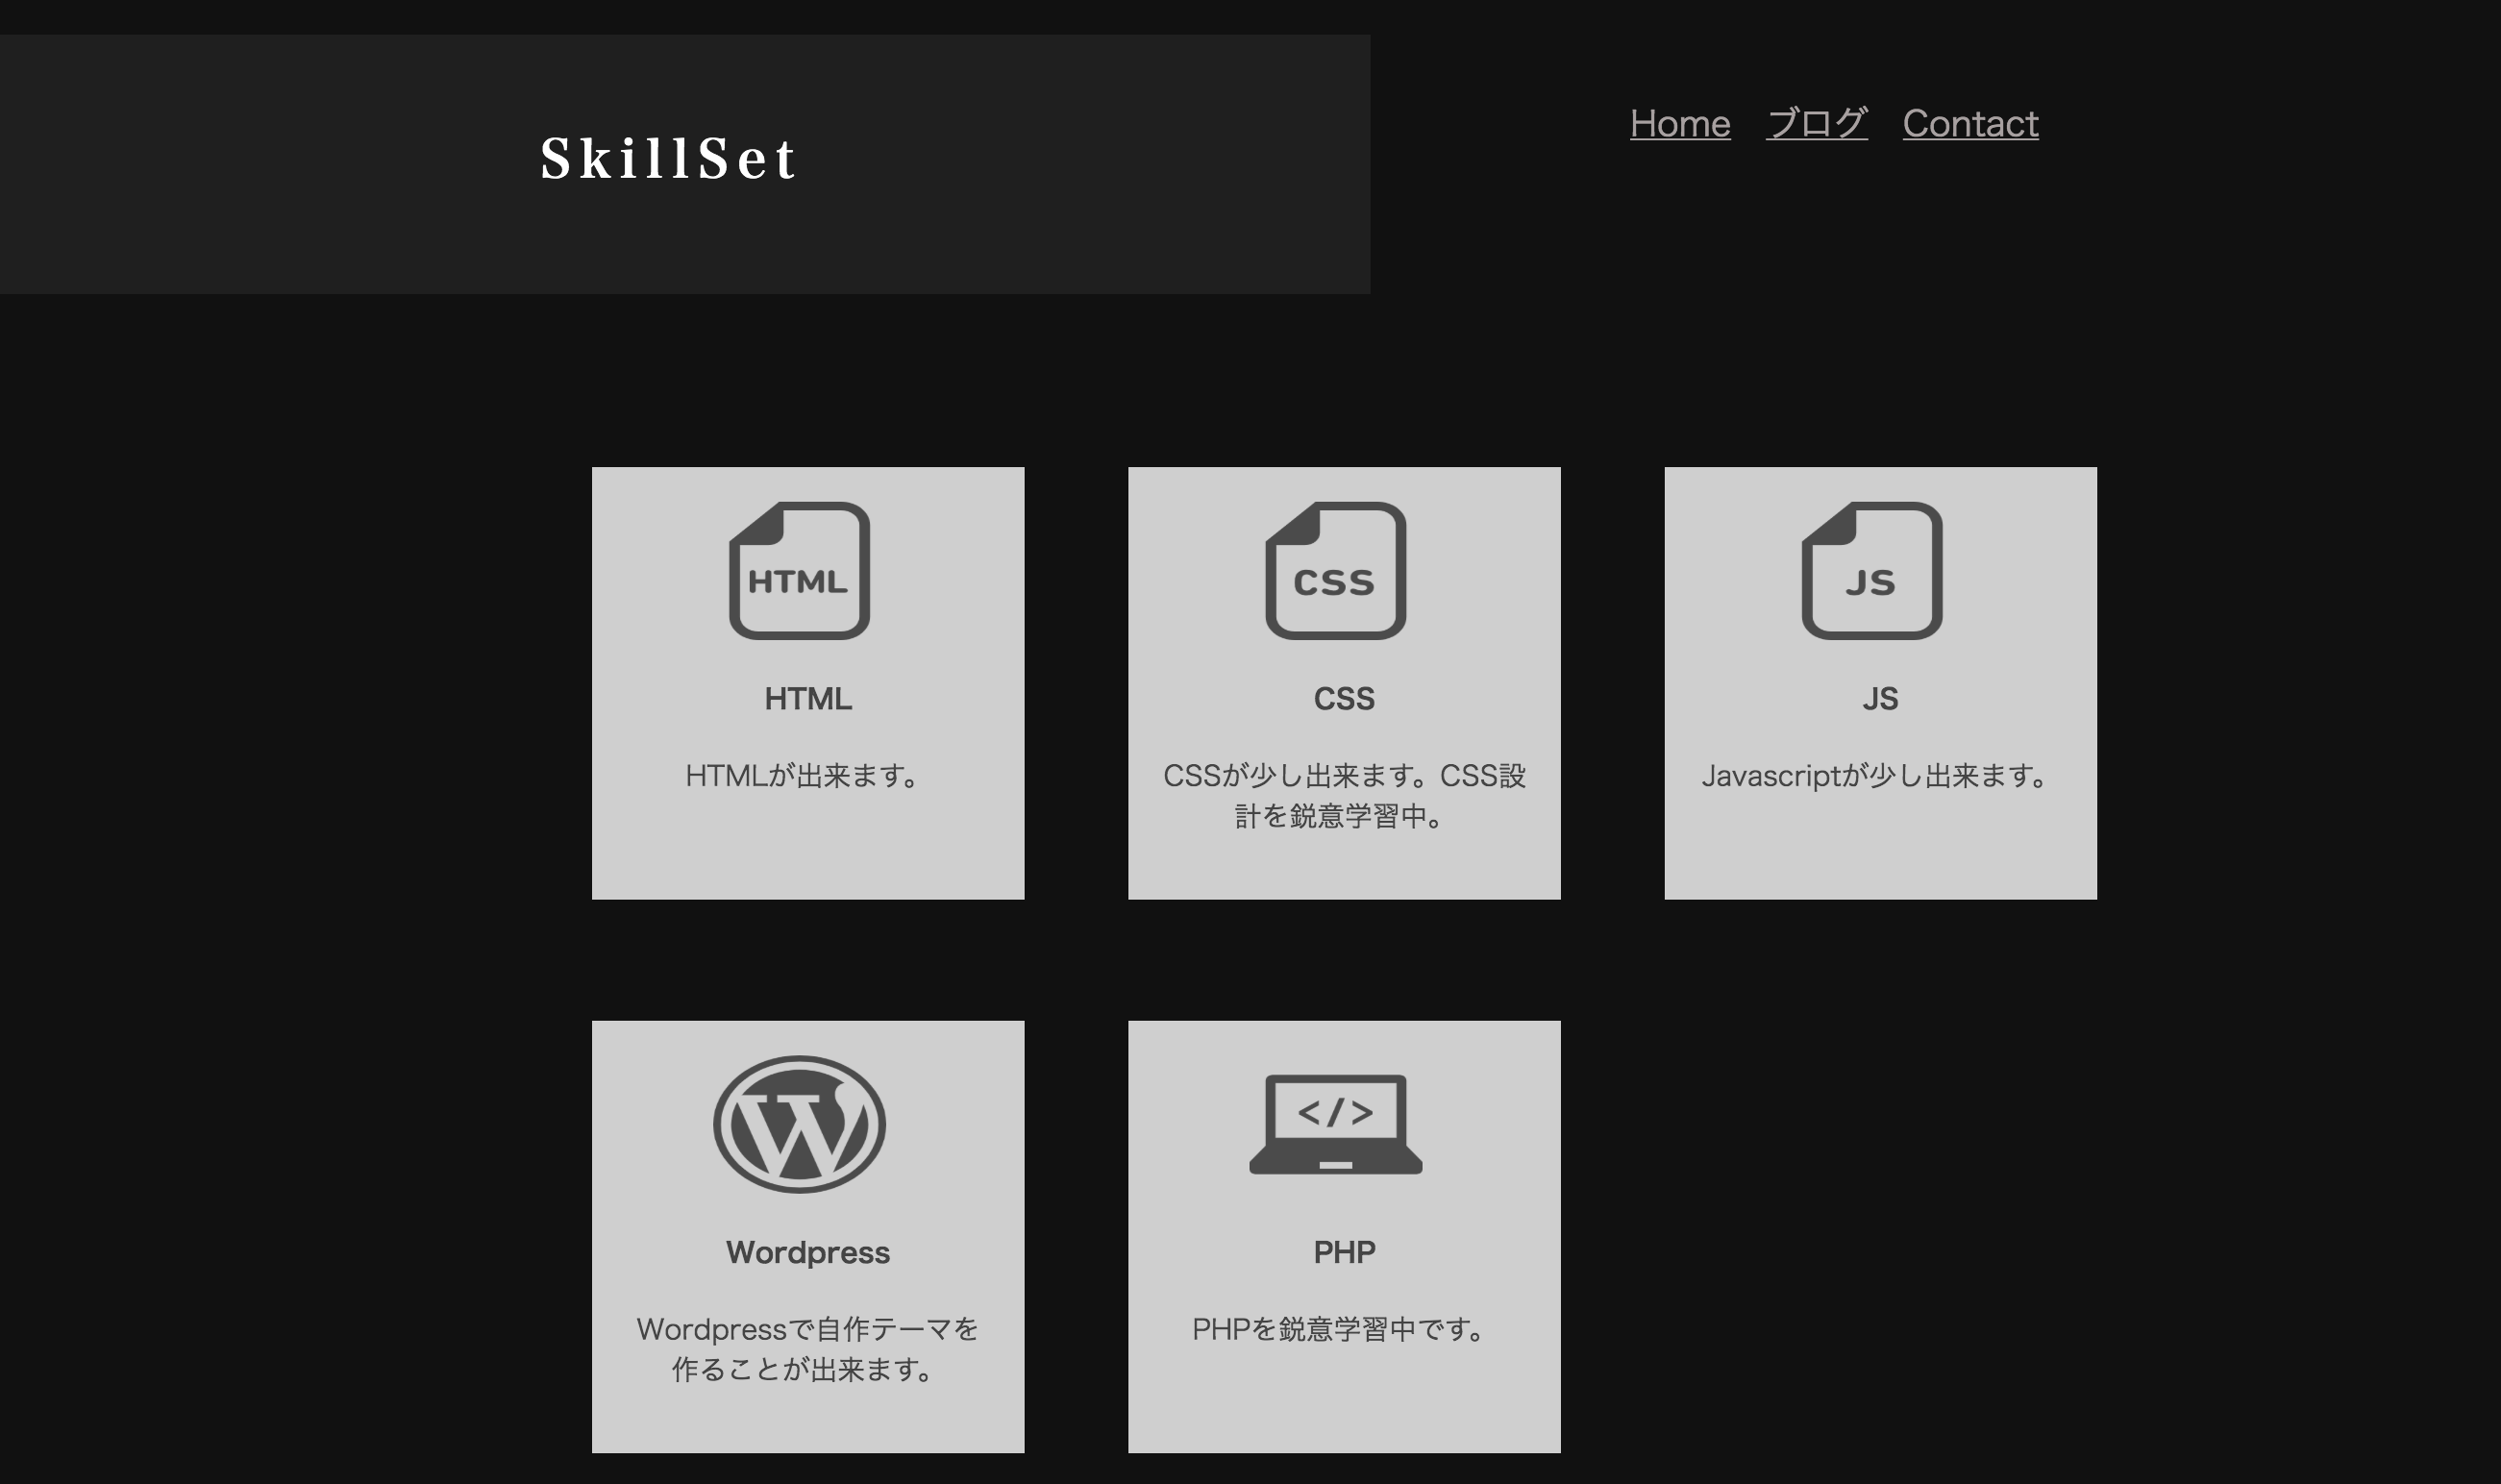 SkillSet
Home ブログ Contact
HTML
HTML
HTMLが出来ます。
CSS
CSS
CSSが少し出来ます。CSS設
計を鋭意学習中。
JS
JS
Javascriptが少し出来ます。
W
Wordpress
Wordpressで自作テーマを
作ることが出来ます。
</>
PHP
PHPを鋭意学習中です。